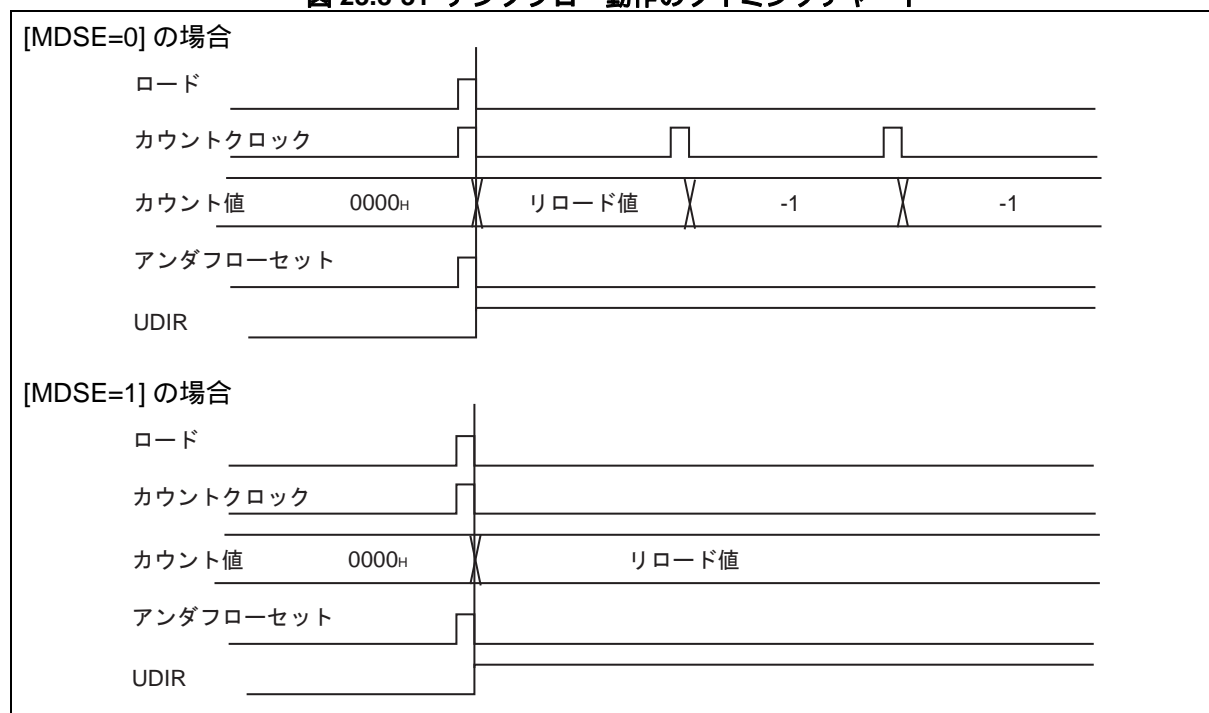 [MDSE=0] の場合
ロード
カウントクロック
カウント値 0000H リロード値 -1 -1
アンダフローセット
UDIR
[MDSE=1] の場合
ロード
カウントクロック
カウント値 0000H リロード値
アンダフローセット
UDIR